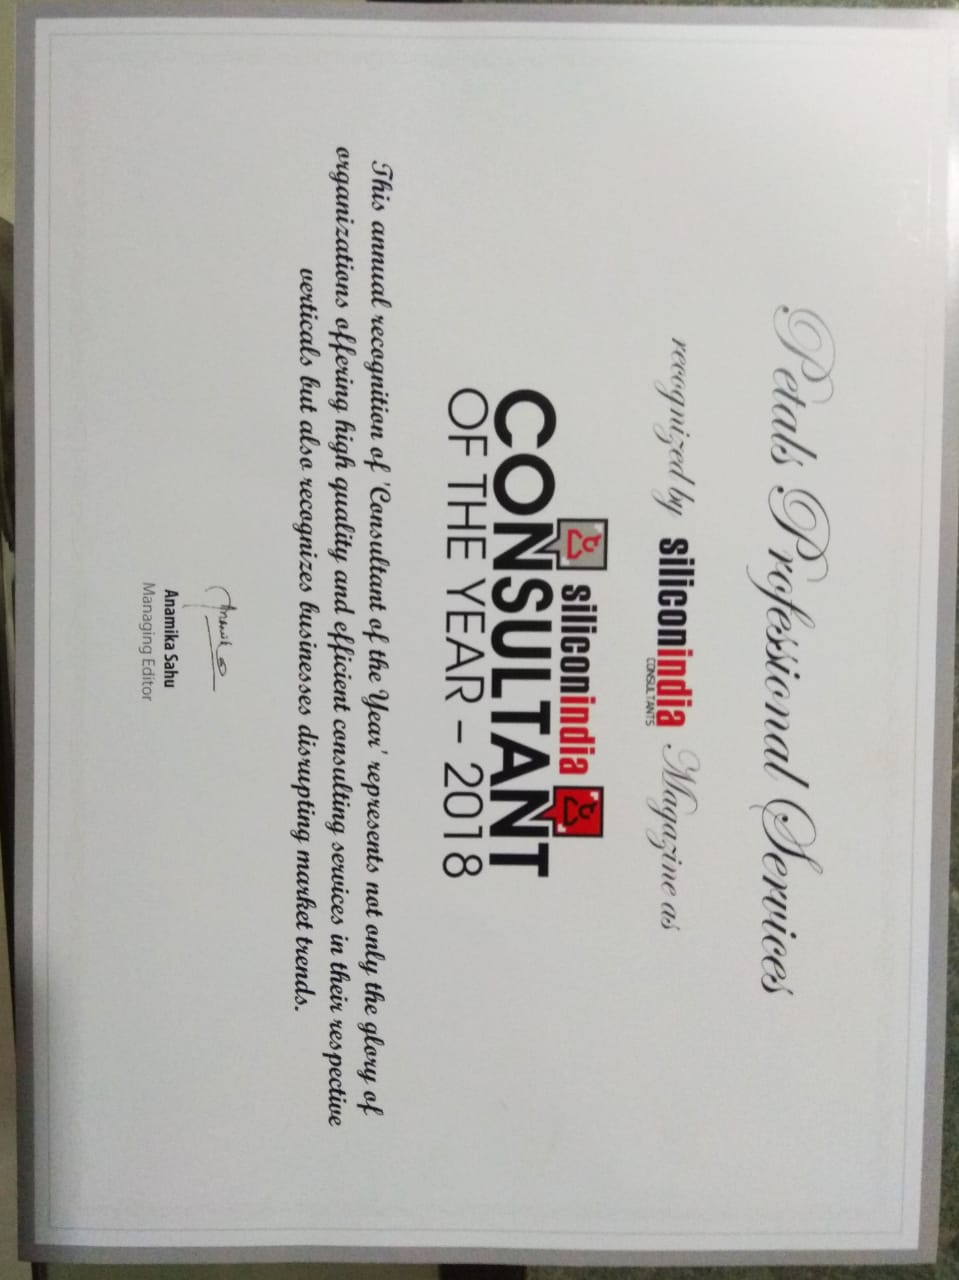 Petals Professional Services
recognized by siliconindia Magazine as
CONSULTANTS
siliconindia
CONSULTANT
OF THE YEAR - 2018
This annual recognition of 'Consultant of the Year' represents not only the glory of
organizations offering high quality and efficient consulting services in their respective
verticals but also recognizes businesses disrupting market trends.
Anamika Sahu
Managing Editor